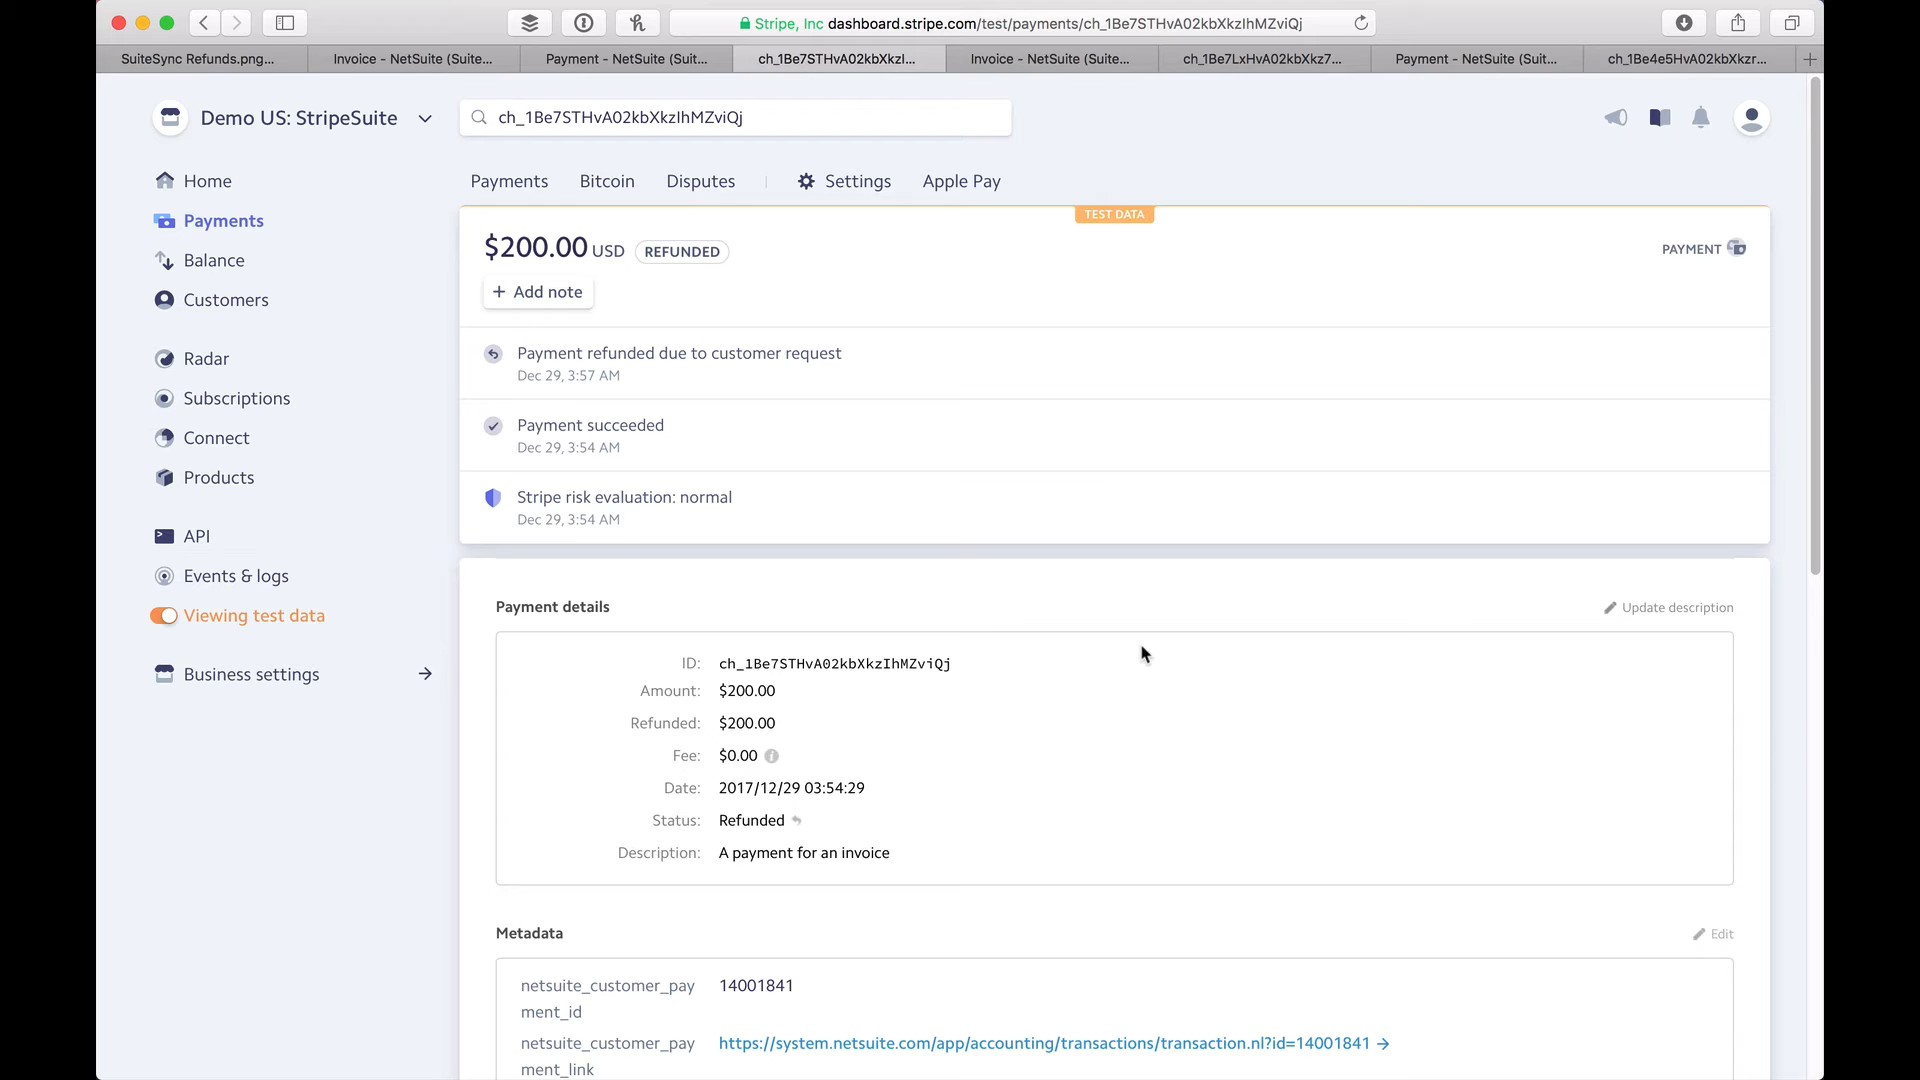 Stripe, Inc dashboard.stripe.com/test/payments/ch_1Be7STHvA02kbXkzIhMZviQj
SuiteSync Refunds.png...
Invoice - NetSuite (Suite...
Payment - NetSuite (Suit...
ch_1Be7STHvA02kbXkzI...
Invoice - NetSuite (Suite...
ch_1Be7LxHvA02kbXkz7...
Payment - NetSuite (Suit...
ch_1Be4e5HvA02kbXkzr...
Demo US: StripeSuite
ch_1Be7STHvA02kbXkzIhMZviQj
Home
Payments
Balance
Customers
Radar
Subscriptions
Connect
Products
API
Events & logs
Viewing test data
Business settings
Payments
Bitcoin
Disputes
Settings
Apple Pay
TEST DATA
$200.00 USD REFUNDED
PAYMENT
+ Add note
Payment refunded due to customer request
Dec 29, 3:57 AM
Payment succeeded
Dec 29, 3:54 AM
Stripe risk evaluation: normal
Dec 29, 3:54 AM
Payment details
Update description
ID: ch_1Be7STHvA02kbXkzIhMZviQj
Amount: $200.00
Refunded: $200.00
Fee: $0.00
Date: 2017/12/29 03:54:29
Status: Refunded
Description: A payment for an invoice
Metadata
Edit
netsuite_customer_pay 14001841
ment_id
netsuite_customer_pay https://system.netsuite.com/app/accounting/transactions/transaction.nl?id=14001841
ment_link